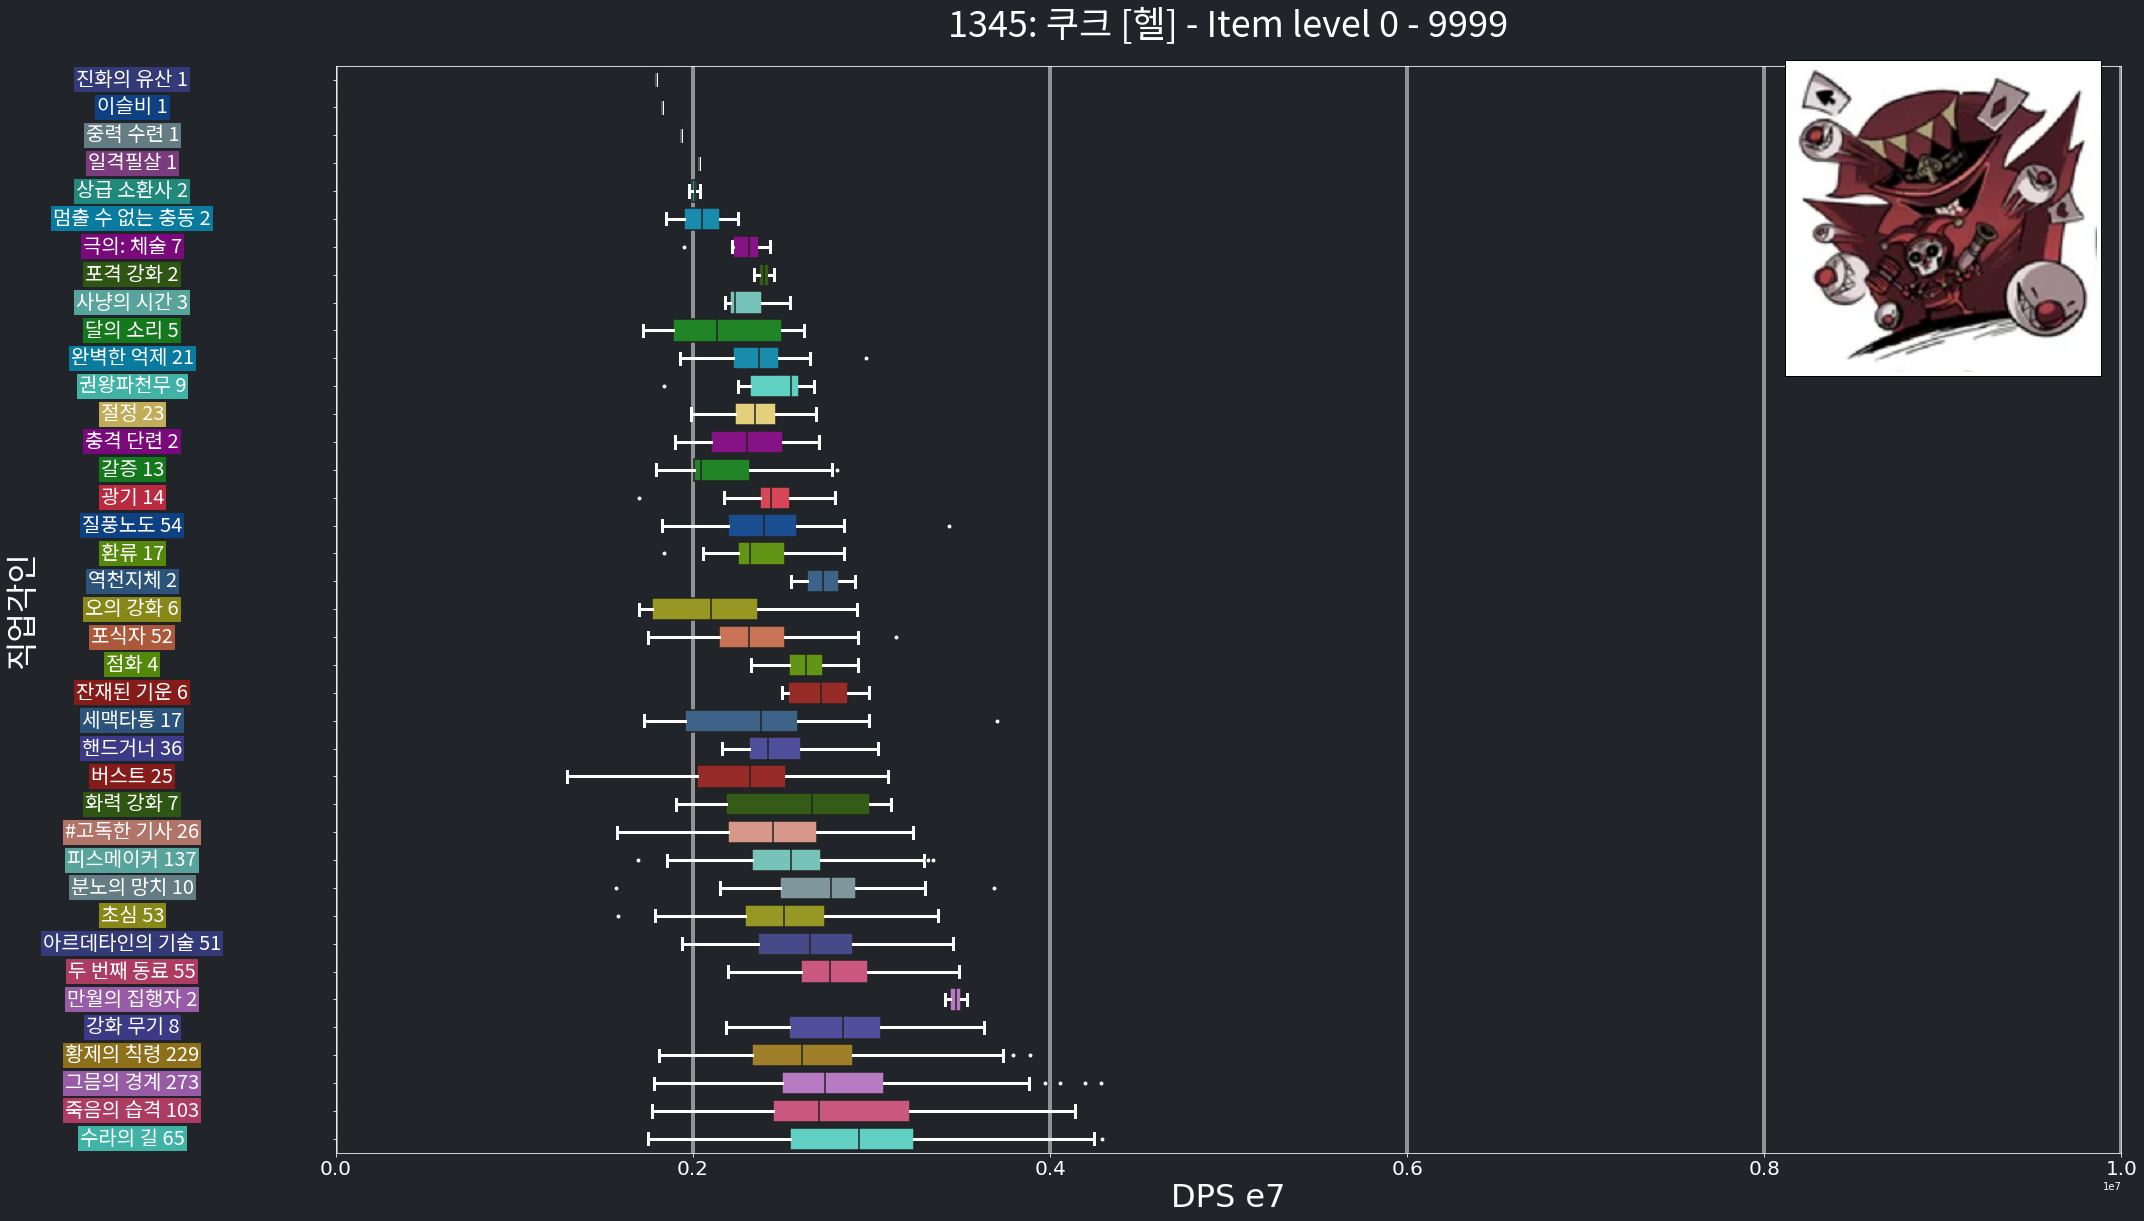 1345: 쿠크 [헬] - Item level 0 - 9999
진화의 유산 1
이슬비 1
중력 수련 1
일격필살 1
상급 소환사 2
멈출 수 없는 충동 2
극의: 체술 7
포격 강화 2
사냥의 시간 3
달의 소리 5
완벽한 억제 21
권왕파천무 9
절정 23
충격 단련 2
갈증 13
광기 14
질풍노도 54
환류 17
역천지체 2
오의 강화 6
포식자 52
점화 4
잔재된 기운 6
세맥타통 17
핸드거너 36
버스트 25
화력 강화 7
#고독한 기사 26
피스메이커 137
분노의 망치 10
초심 53
아르데타인의 기술 51
두 번째 동료 55
만월의 집행자 2
강화 무기 8
황제의 칙령 229
그믐의 경계 273
죽음의 습격 103
수라의 길 65
직업각인
0.0 0.2 0.4 0.6 0.8 1.0
1e7
DPS e7